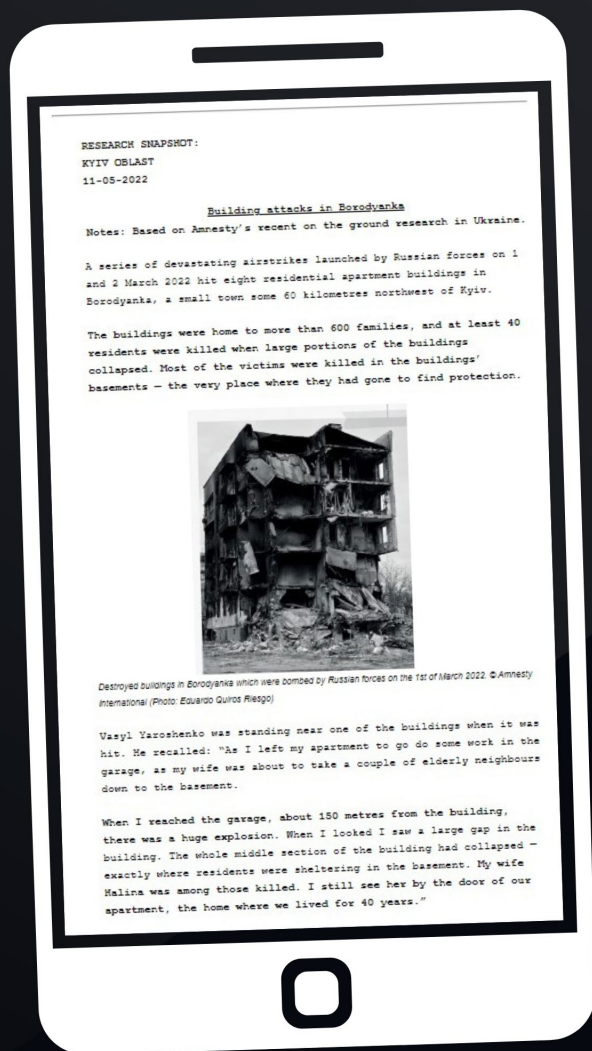 RESEARCH SNAPSHOT:
KYIV OBLAST
11-05-2022
Building attacks in Borodyanka
Notes: Based on Amnesty's recent on the ground research in Ukraine.
A series of devastating airstrikes launched by Russian forces on 1
and 2 March 2022 hit eight residential apartment buildings in
Borodyanka, a small town some 60 kilometres northwest of Kyiv.
The buildings were home to more than 600 families, and at least 40
residents were killed when large portions of the buildings
collapsed. Most of the victims were killed in the buildings'
basements — the very place where they had gone to find protection.
Destroyed buildings in Borodyanka which were bombed by Russian forces on the 1st of March 2022. © Amnesty
International (Photo: Eduardo Quiros Riesgo)
Vasyl Yaroshenko was standing near one of the buildings when it was
hit. He recalled: "As I left my apartment to go do some work in the
garage, as my wife was about to take a couple of elderly neighbours
down to the basement.
When I reached the garage, about 150 metres from the building,
there was a huge explosion. When I looked I saw a large gap in the
building. The whole middle section of the building had collapsed —
exactly where residents were sheltering in the basement. My wife
Halina was among those killed. I still see her by the door of our
apartment, the home where we lived for 40 years."